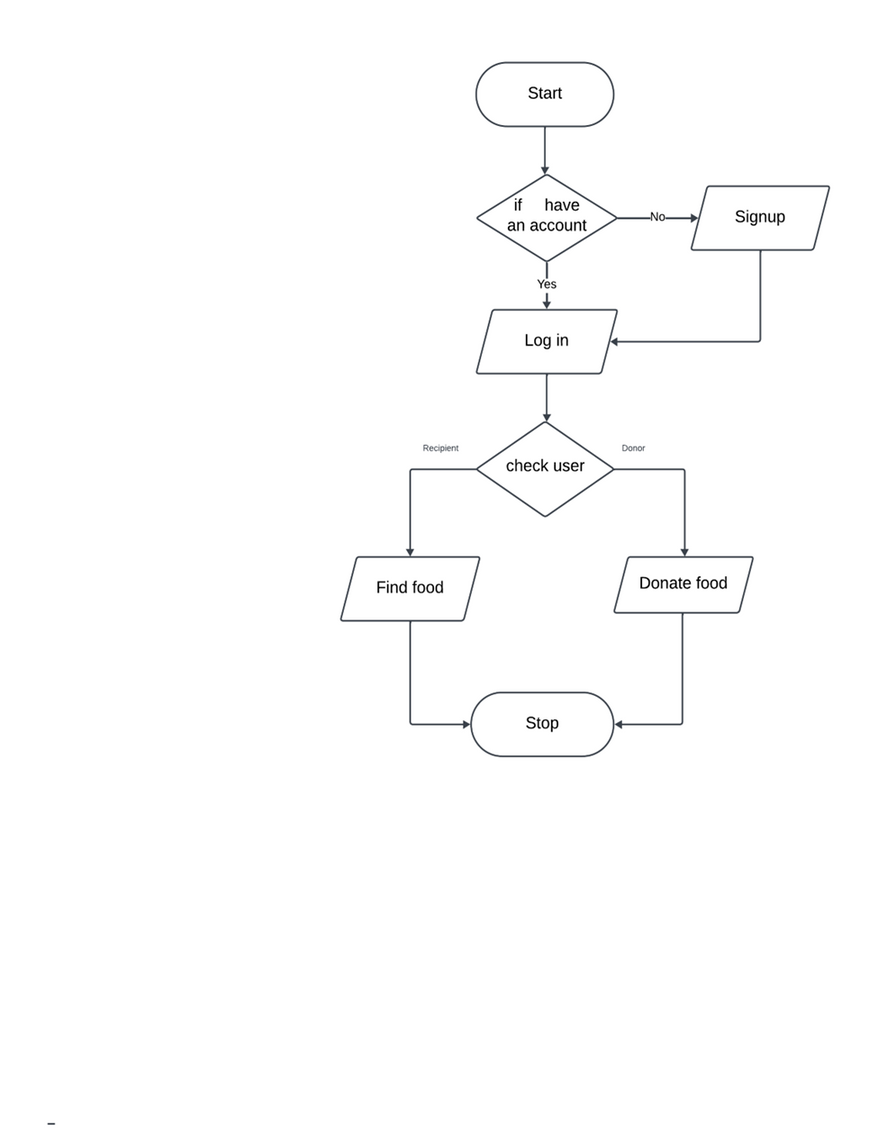 Start
if have
an account
No
Signup
Yes
Log in
Recipient
Donor
check user
Find food
Donate food
Stop
–